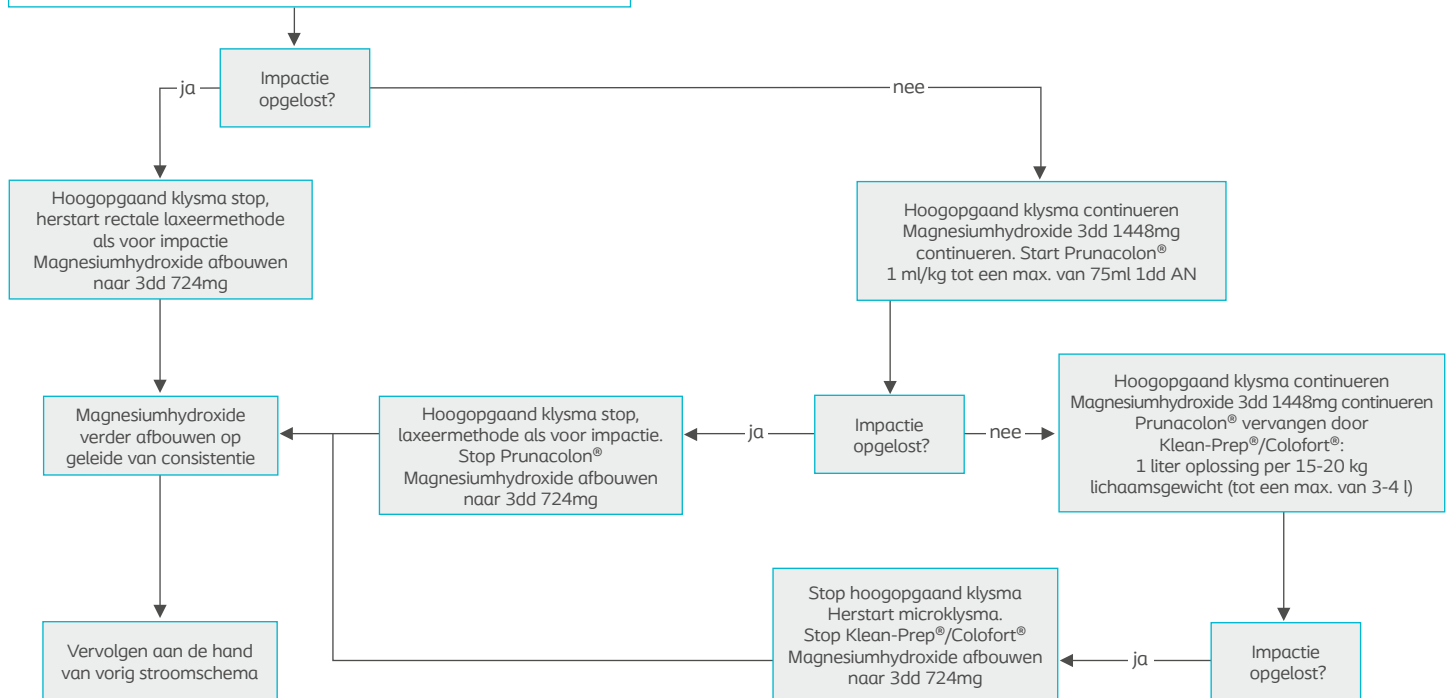 Impactie
opgelost?
ja
nee
Hoogopgaand klysma stop,
herstart rectale laxeermethode
als voor impactie
Magnesiumhydroxide afbouwen
naar 3dd 724mg
Hoogopgaand klysma continueren
Magnesiumhydroxide 3dd 1448mg
continueren. Start Prunacolon®
1 ml/kg tot een max. van 75ml 1dd AN
Magnesiumhydroxide
verder afbouwen op
geleide van consistentie
Hoogopgaand klysma stop,
laxeermethode als voor impactie.
Stop Prunacolon®
Magnesiumhydroxide afbouwen
naar 3dd 724mg
ja
Impactie
opgelost?
nee
Hoogopgaand klysma continueren
Magnesiumhydroxide 3dd 1448mg continueren
Prunacolon® vervangen door
Klean-Prep®/Colofort®:
1 liter oplossing per 15-20 kg
lichaamsgewicht (tot een max. van 3-4 l)
Vervolgen aan de hand
van vorig stroomschema
Stop hoogopgaand klysma
Herstart microklysma.
Stop Klean-Prep®/Colofort®
Magnesiumhydroxide afbouwen
naar 3dd 724mg
ja
Impactie
opgelost?